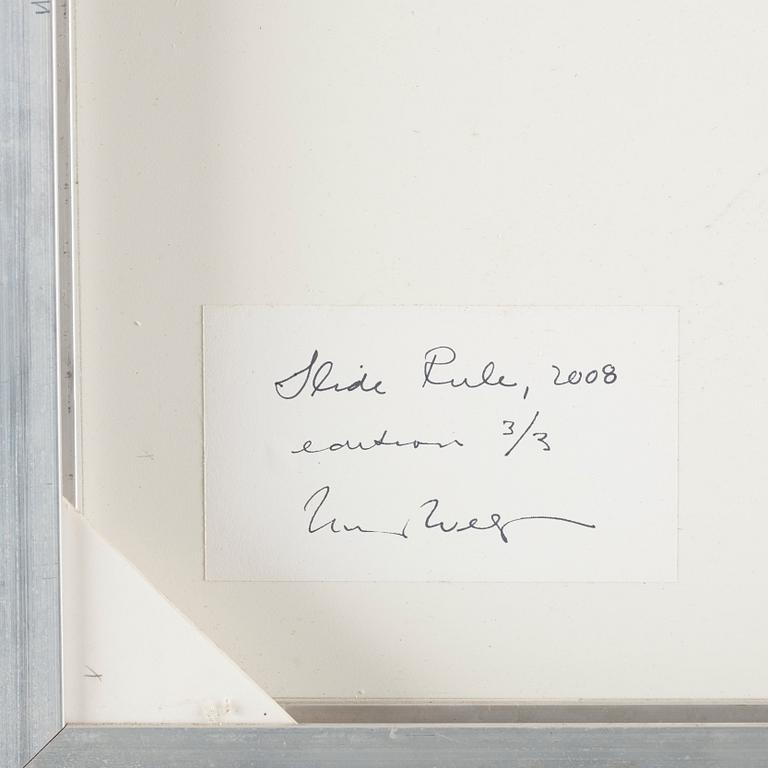 Slide Rule, 2008
edition 3/3